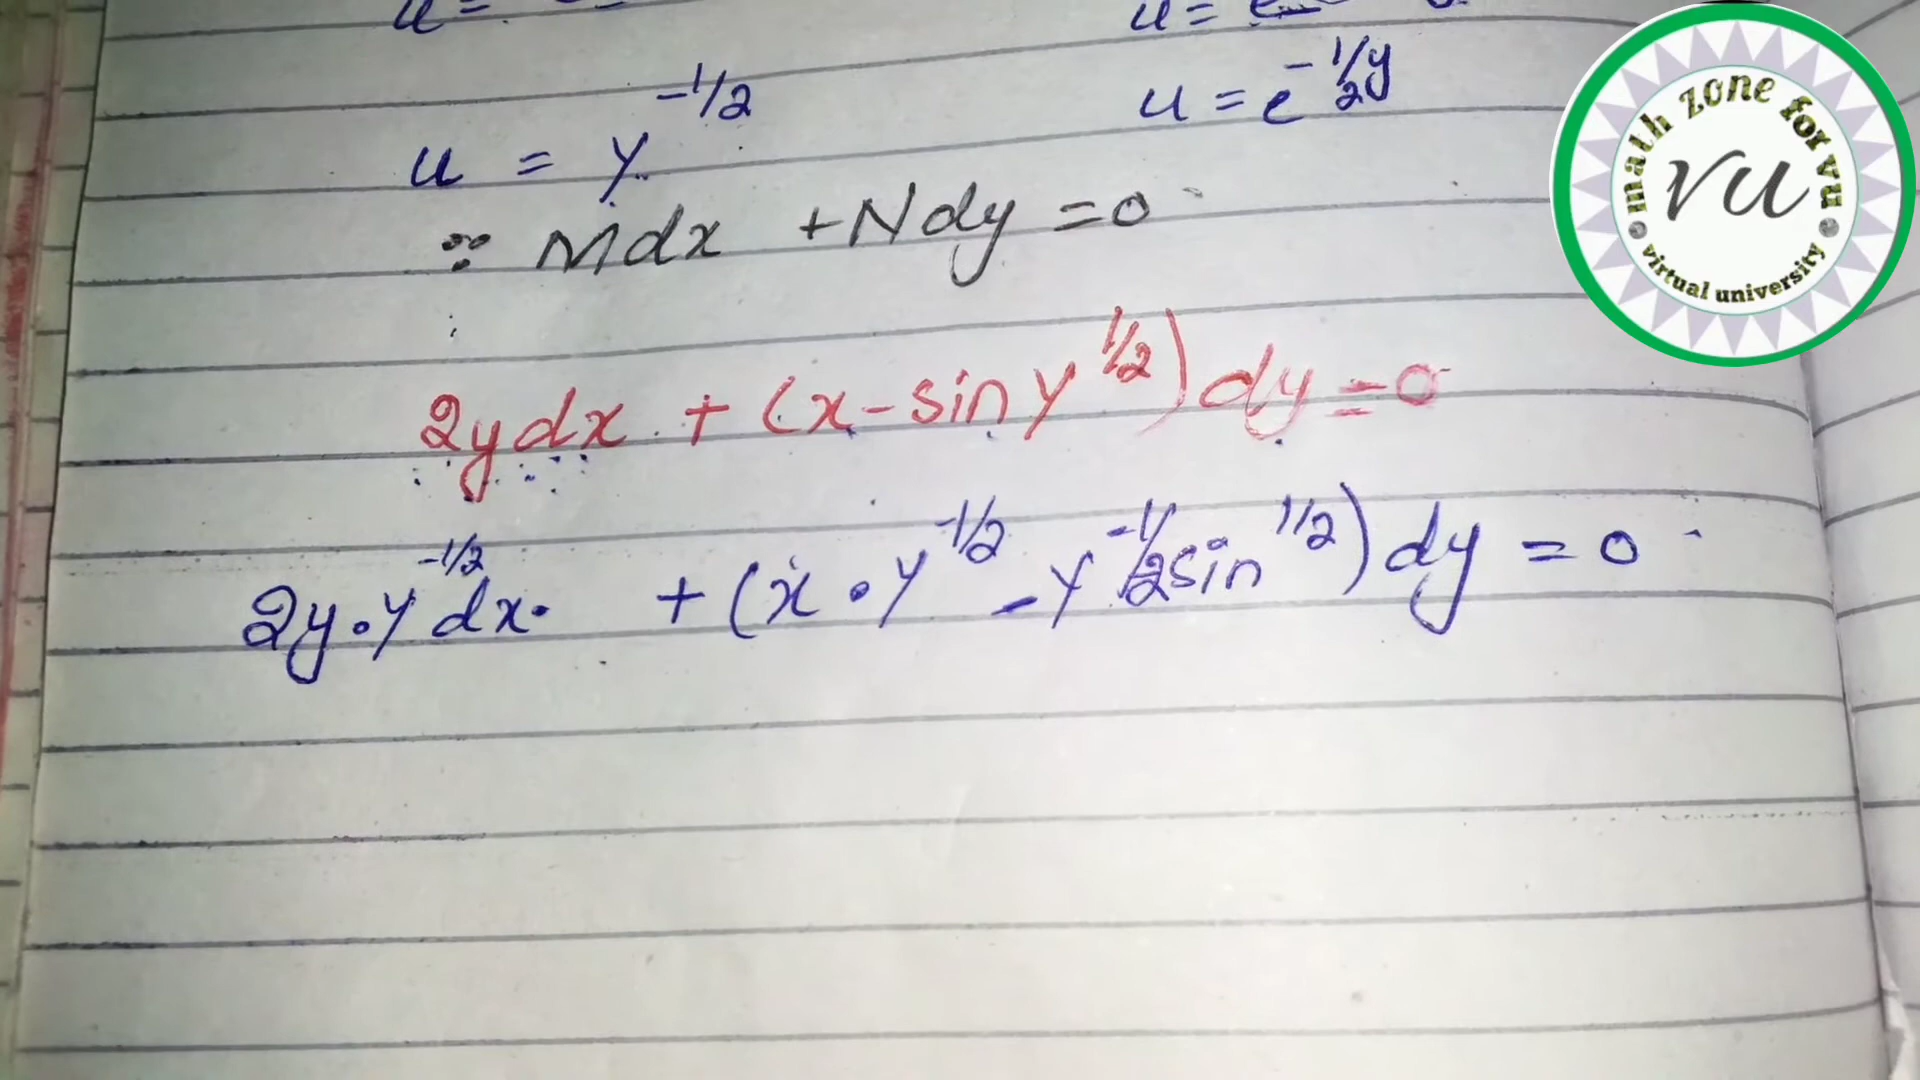 u =
u = e
u = y^{-1/2}
u = e^{-1/2 y}
∵ Mdx + Ndy = 0
2ydx + (x - sin y^{1/2}) dy = 0
2y · y^{-1/2} dx · + (x · y^{-1/2} - y^{-1/2} sin^{1/2}) dy = 0
math zone for vu
vu
virtual university